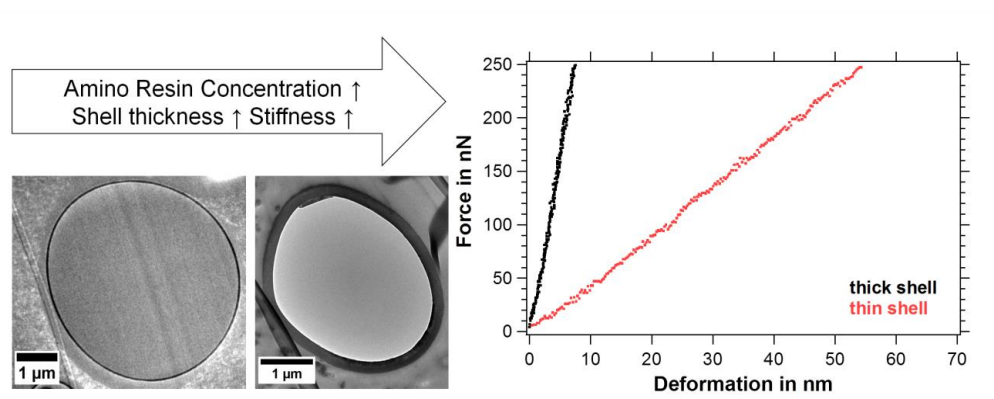 Amino Resin Concentration ↑
Shell thickness ↑ Stiffness ↑
1 µm
1 µm
Force in nN
250
200
150
100
50
0
thick shell
thin shell
0 10 20 30 40 50 60 70
Deformation in nm